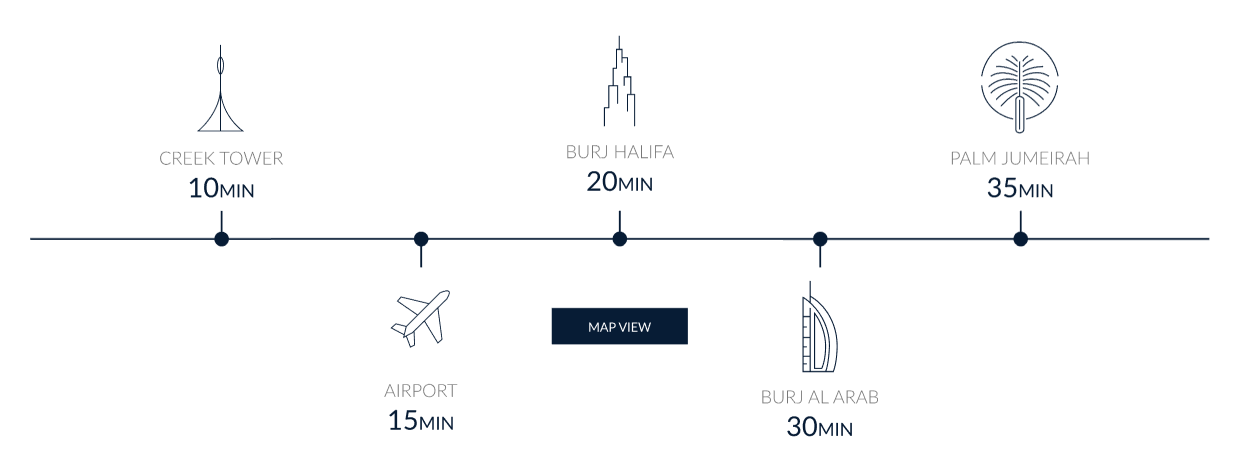 CREEK TOWER
10MIN
BURJ HALIFA
20MIN
PALM JUMEIRAH
35MIN
AIRPORT
15MIN
MAP VIEW
BURJ AL ARAB
30MIN